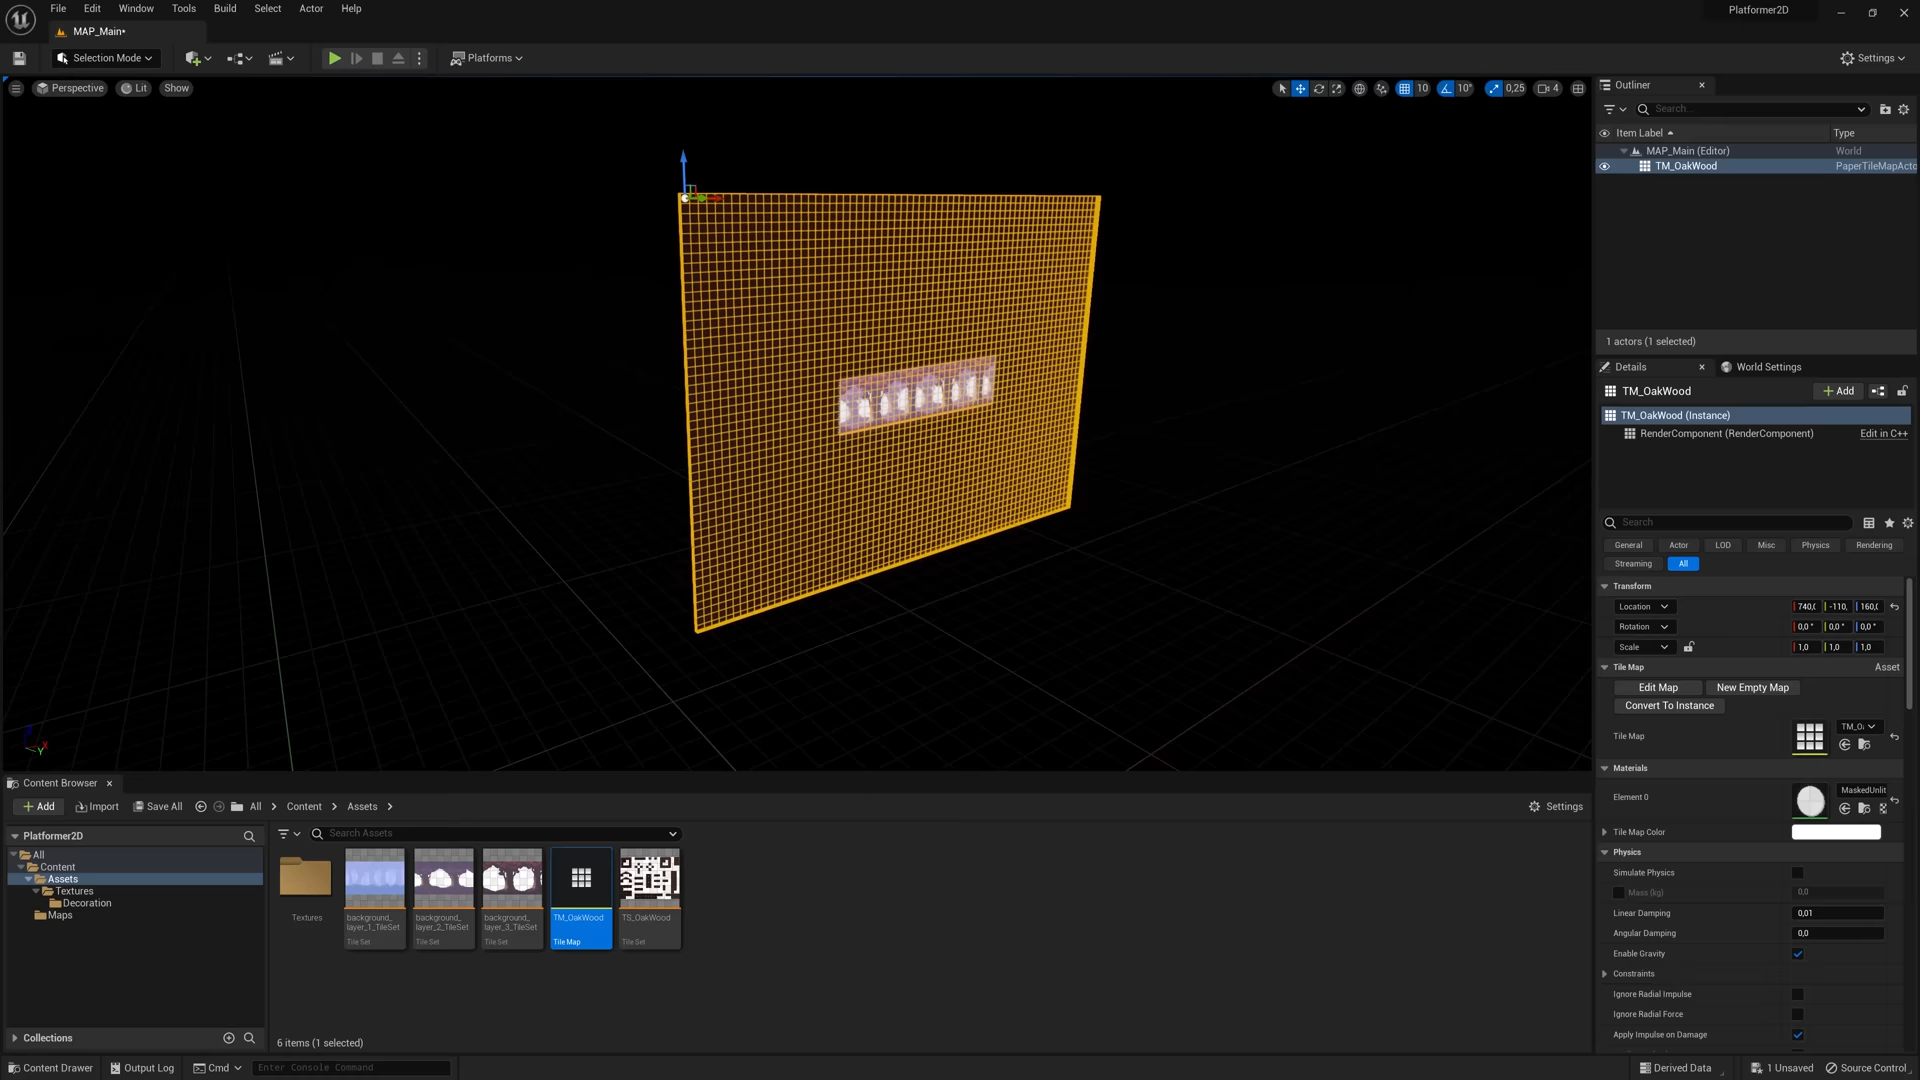 File Edit Window Tools Build Select Actor Help
Platformer2D
MAP_Main*
Selection Mode
Platforms
Settings
Perspective Lit Show
10 10° 0,25 4
Outliner
Search...
Item Label Type
MAP_Main (Editor) World
TM_OakWood PaperTileMapActo
1 actors (1 selected)
Details World Settings
TM_OakWood Add
TM_OakWood (Instance)
RenderComponent (RenderComponent) Edit in C++
Search
General Actor LOD Misc Physics Rendering
Streaming All
Transform
Location 740,( -110, 160,(
Rotation 0,0 ° 0,0 ° 0,0 °
Scale 1,0 1,0 1,0
Tile Map Asset
Edit Map New Empty Map
Convert To Instance
Tile Map
Materials
Element 0 MaskedUnlit
Tile Map Color
Physics
Simulate Physics
Mass (kg) 0,0
Linear Damping 0,01
Angular Damping 0,0
Enable Gravity
Constraints
Ignore Radial Impulse
Ignore Radial Force
Apply Impulse on Damage
Y
Content Browser
Add Import Save All All Content Assets Settings
Platformer2D
All
Content
Assets
Textures
Decoration
Maps
Collections
Search Assets
Textures
background_
layer_1_TileSet
Tile Set
background_
layer_2_TileSet
Tile Set
background_
layer_3_TileSet
Tile Set
TM_OakWood
Tile Map
TS_OakWood
Tile Set
6 items (1 selected)
Content Drawer Output Log Cmd Enter Console Command
Derived Data 1 Unsaved Source Control